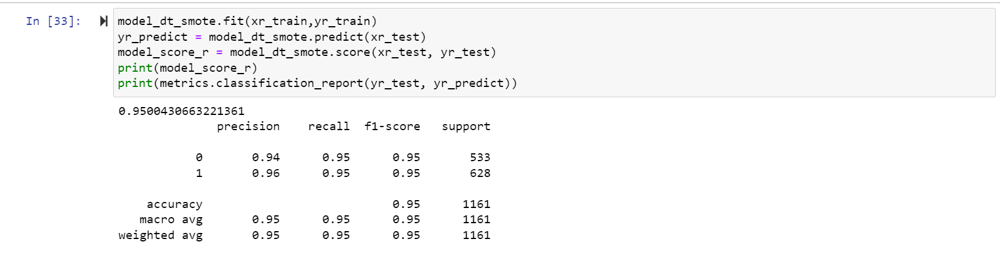 In [33]:
model_dt_smote.fit(xr_train,yr_train)
yr_predict = model_dt_smote.predict(xr_test)
model_score_r = model_dt_smote.score(xr_test, yr_test)
print(model_score_r)
print(metrics.classification_report(yr_test, yr_predict))
0.9500430663221361
precision recall f1-score support
0 0.94 0.95 0.95 533
1 0.96 0.95 0.95 628
accuracy 0.95 1161
macro avg 0.95 0.95 0.95 1161
weighted avg 0.95 0.95 0.95 1161